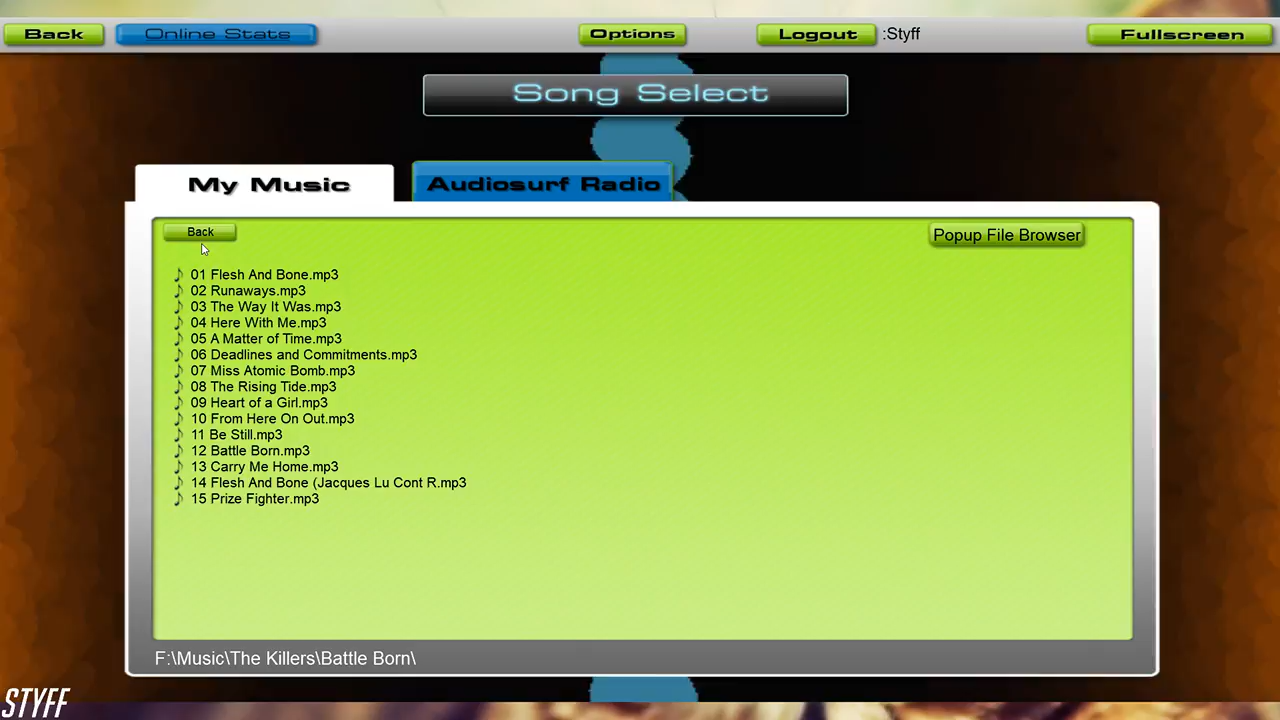 Back
Online Stats
Options
Logout
:Styff
Fullscreen
Song Select
My Music
Audiosurf Radio
Back
Popup File Browser
01 Flesh And Bone.mp3
02 Runaways.mp3
03 The Way It Was.mp3
04 Here With Me.mp3
05 A Matter of Time.mp3
06 Deadlines and Commitments.mp3
07 Miss Atomic Bomb.mp3
08 The Rising Tide.mp3
09 Heart of a Girl.mp3
10 From Here On Out.mp3
11 Be Still.mp3
12 Battle Born.mp3
13 Carry Me Home.mp3
14 Flesh And Bone (Jacques Lu Cont R.mp3
15 Prize Fighter.mp3
F:\Music\The Killers\Battle Born\
STYFF